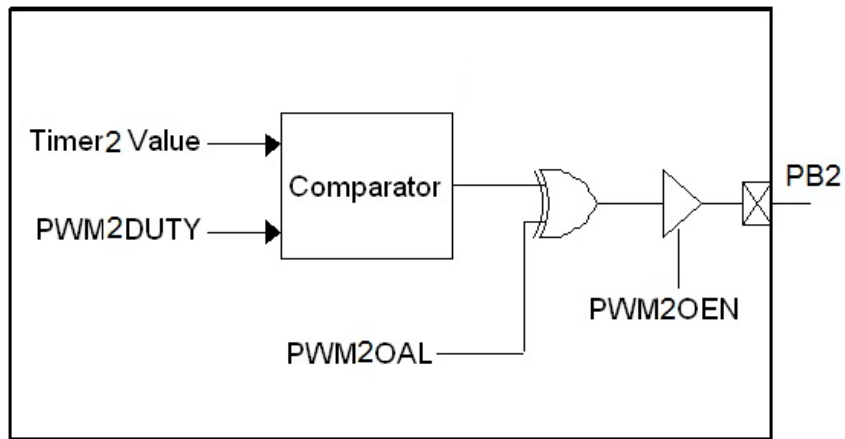 Timer2 Value
Comparator
PB2
PWM2DUTY
PWM2OEN
PWM2OAL